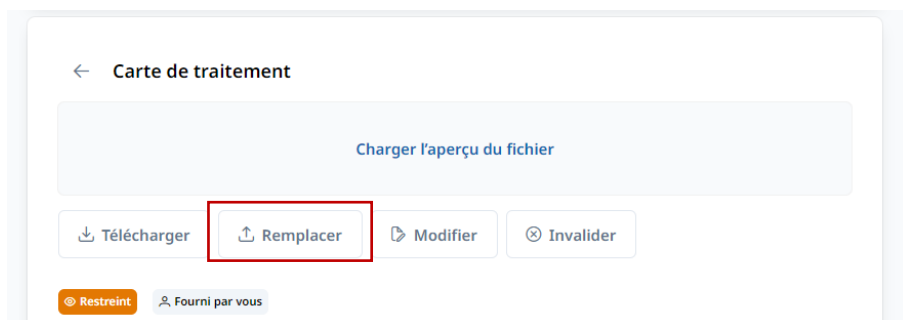 Carte de traitement
Charger l’aperçu du fichier
Télécharger Remplacer Modifier Invalider
Restreint Fourni par vous